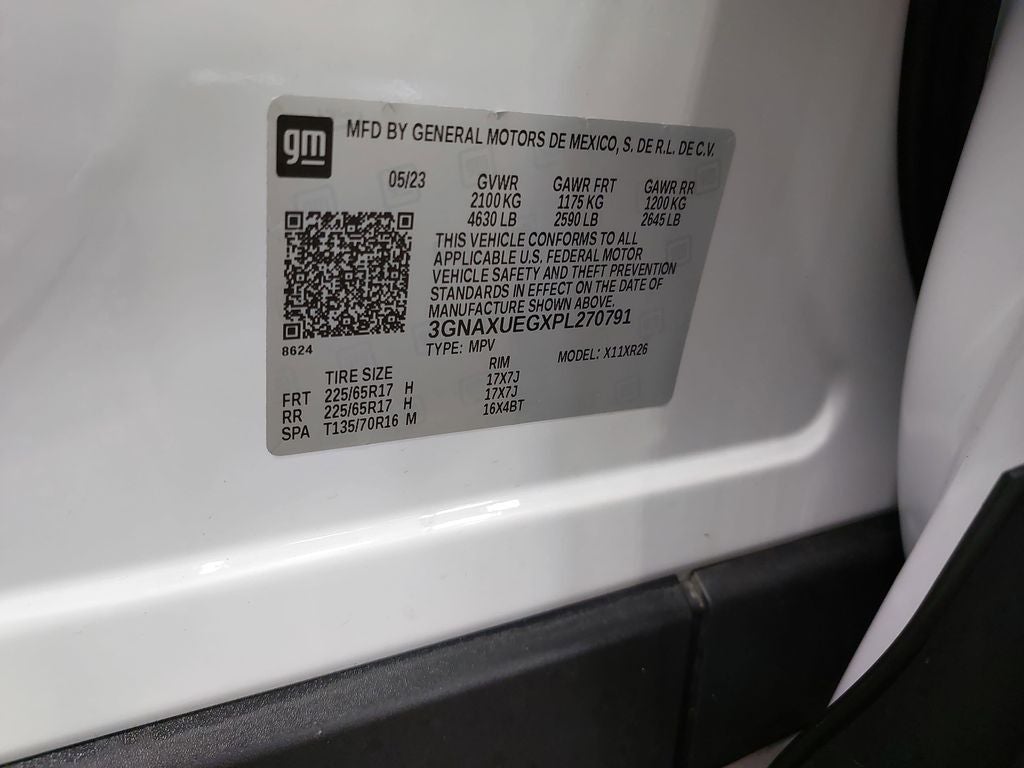 gm
MFD BY GENERAL MOTORS DE MEXICO, S. DE R.L. DE C.V.
05/23 GVWR GAWR FRT GAWR RR
2100 KG 1175 KG 1200 KG
4630 LB 2590 LB 2645 LB
THIS VEHICLE CONFORMS TO ALL
APPLICABLE U.S. FEDERAL MOTOR
VEHICLE SAFETY AND THEFT PREVENTION
STANDARDS IN EFFECT ON THE DATE OF
MANUFACTURE SHOWN ABOVE.
3GNAXUEGXPL270791
8624 TYPE: MPV MODEL: X11XR26
TIRE SIZE RIM
FRT 225/65R17 H 17X7J
RR 225/65R17 H 17X7J
SPA T135/70R16 M 16X4BT